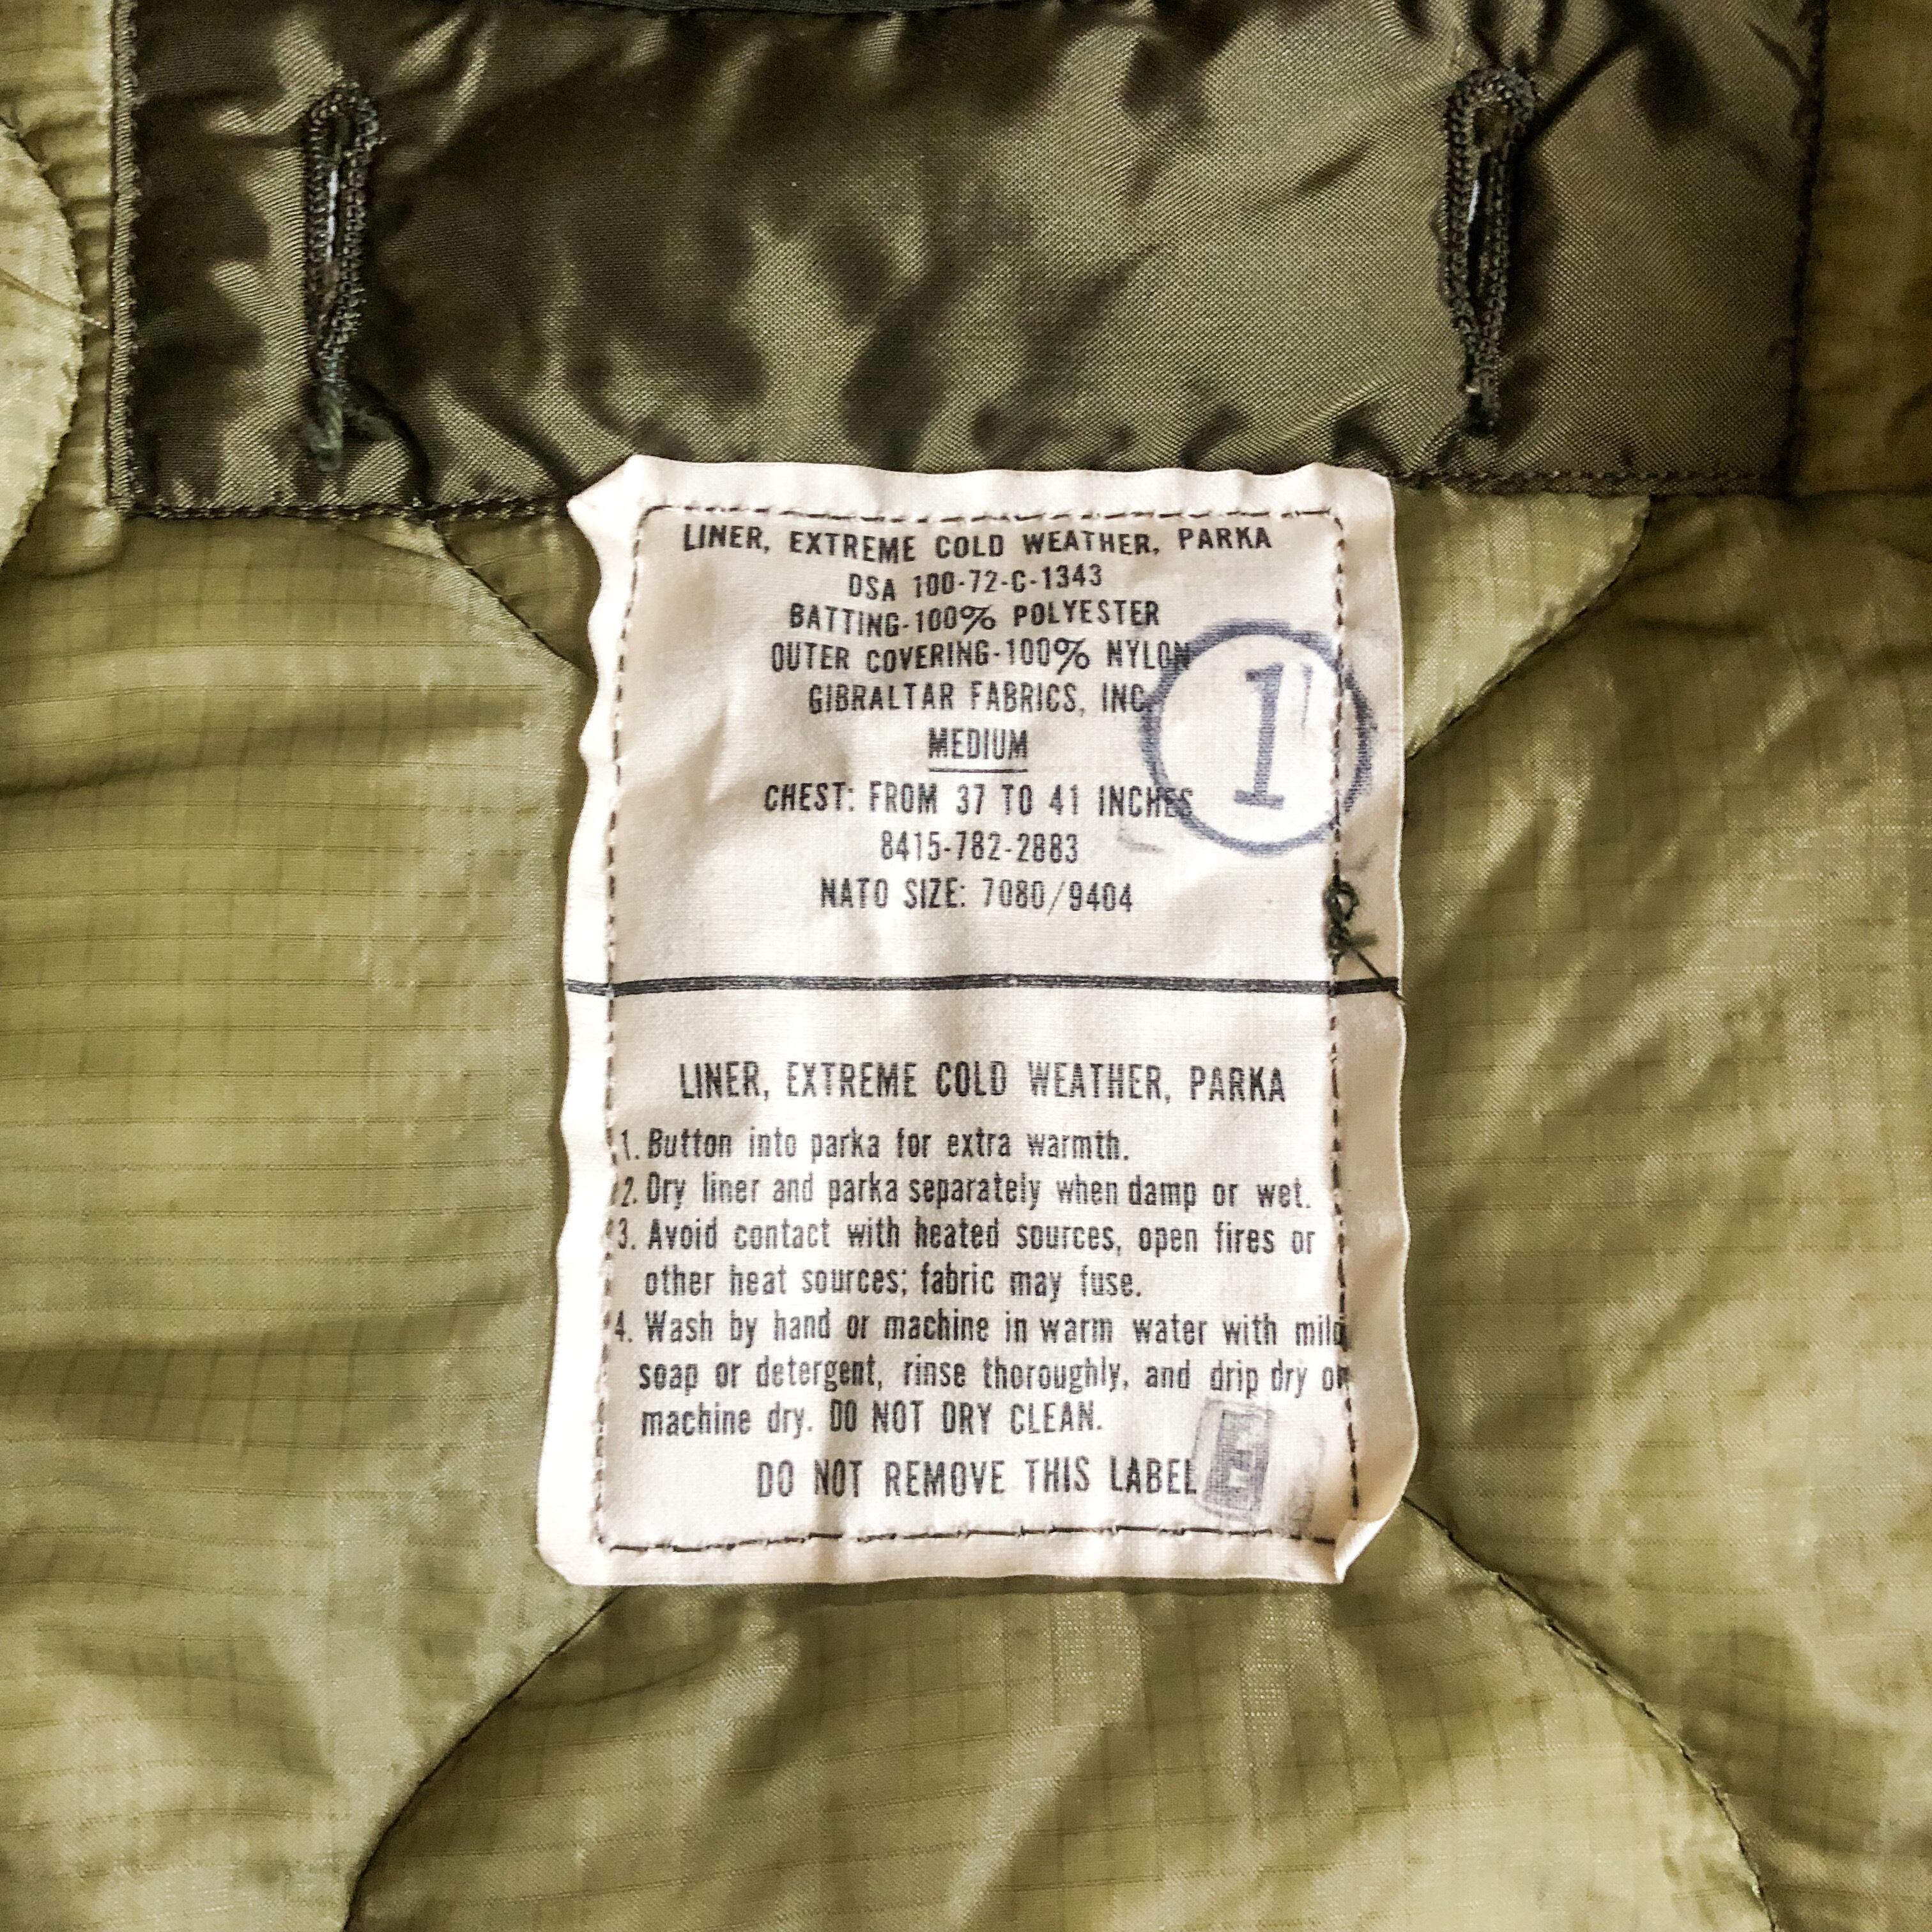 LINER, EXTREME COLD WEATHER, PARKA
DSA 100-72-C-1343
BATTING-100% POLYESTER
OUTER COVERING-100% NYLON
GIBRALTAR FABRICS, INC.
1
MEDIUM
CHEST: FROM 37 TO 41 INCHES
8415-782-2883
NATO SIZE: 7080/9404
LINER, EXTREME COLD WEATHER, PARKA
1. Button into parka for extra warmth.
2. Dry liner and parka separately when damp or wet.
3. Avoid contact with heated sources, open fires or
other heat sources; fabric may fuse.
4. Wash by hand or machine in warm water with mild
soap or detergent, rinse thoroughly, and drip dry or
machine dry. DO NOT DRY CLEAN.
DO NOT REMOVE THIS LABEL